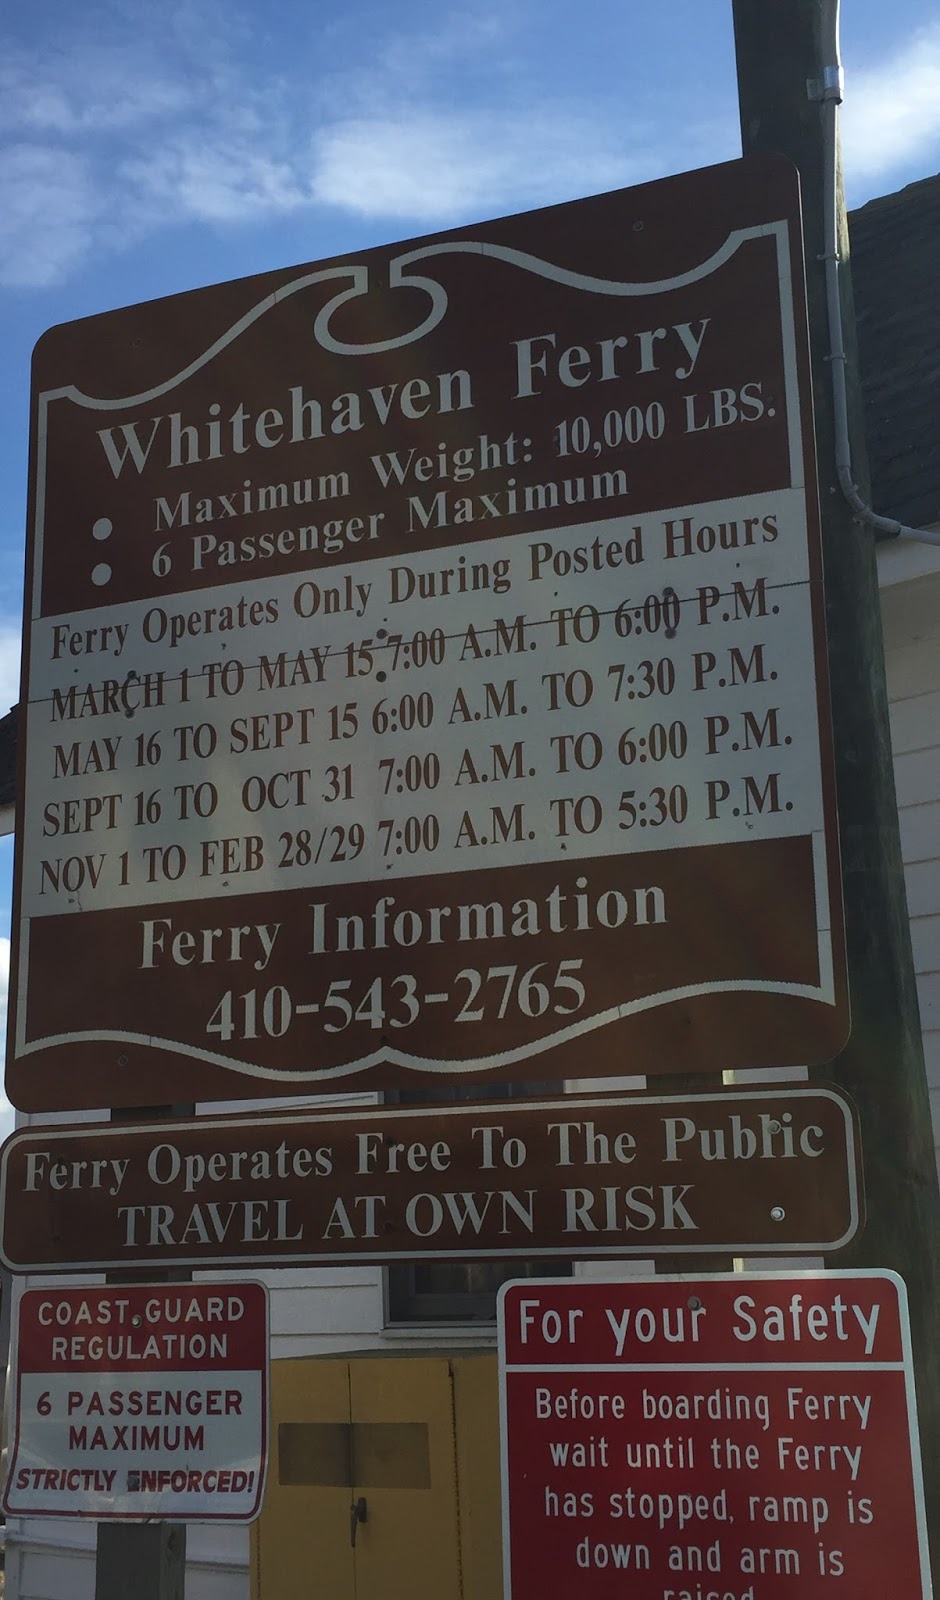 Whitehaven Ferry
• Maximum Weight: 10,000 LBS.
• 6 Passenger Maximum
Ferry Operates Only During Posted Hours
MARCH 1 TO MAY 15 7:00 A.M. TO 6:00 P.M.
MAY 16 TO SEPT 15 6:00 A.M. TO 7:30 P.M.
SEPT 16 TO OCT 31 7:00 A.M. TO 6:00 P.M.
NOV 1 TO FEB 28/29 7:00 A.M. TO 5:30 P.M.
Ferry Information
410-543-2765
Ferry Operates Free To The Public
TRAVEL AT OWN RISK
COAST GUARD
REGULATION
6 PASSENGER
MAXIMUM
STRICTLY ENFORCED!
For your Safety
Before boarding Ferry
wait until the Ferry
has stopped, ramp is
down and arm is
raised